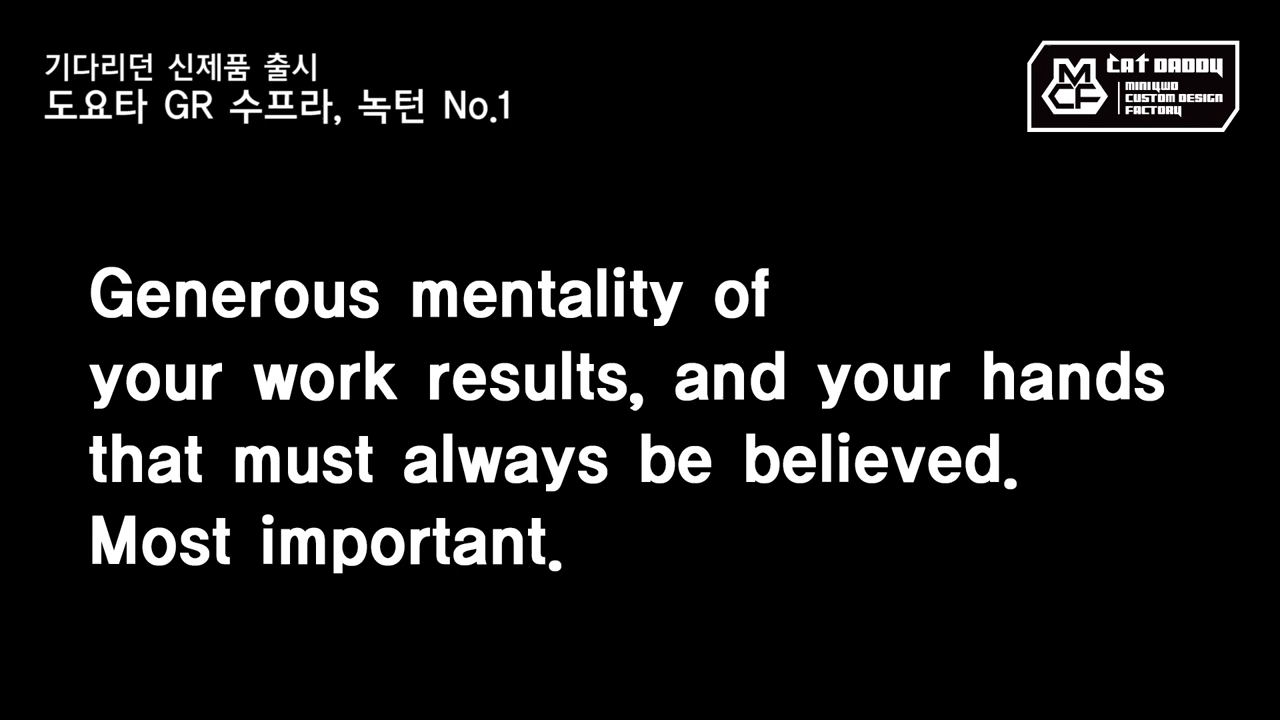 기다리던 신제품 출시
도요타 GR 수프라, 녹턴 No.1
MCF
CAT DADDY
MINI4WD
CUSTOM DESIGN
FACTORY
Generous mentality of
your work results, and your hands
that must always be believed.
Most important.